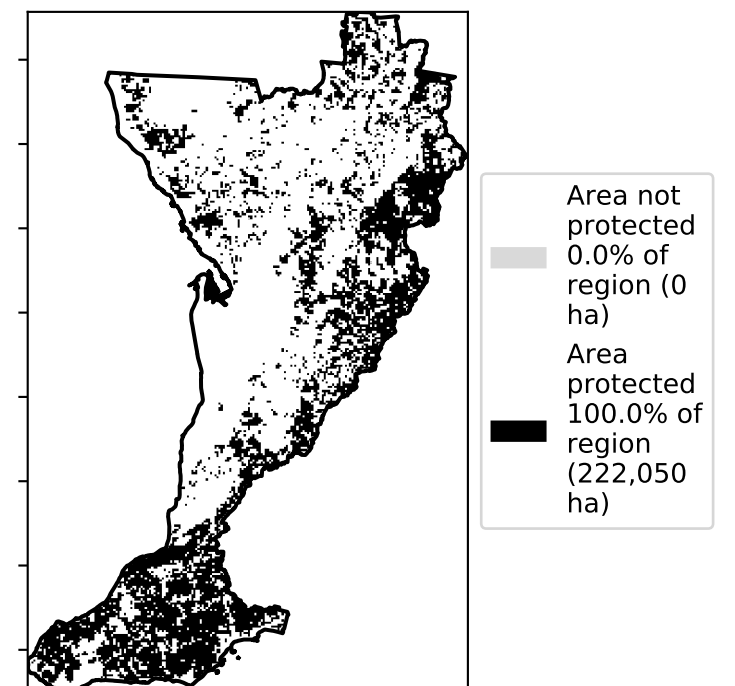 Area not
protected
0.0% of
region (0
ha)
Area
protected
100.0% of
region
(222,050
ha)